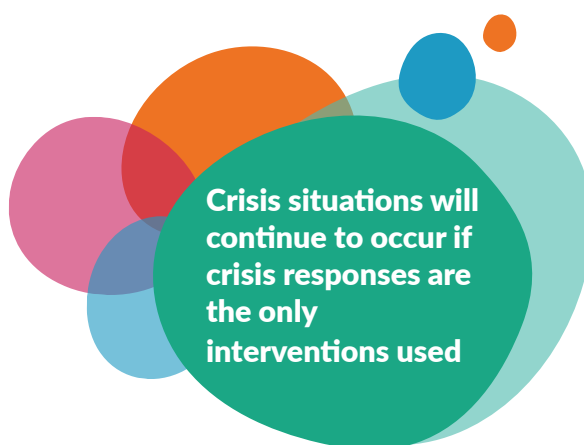 Crisis situations will
continue to occur if
crisis responses are
the only
interventions used